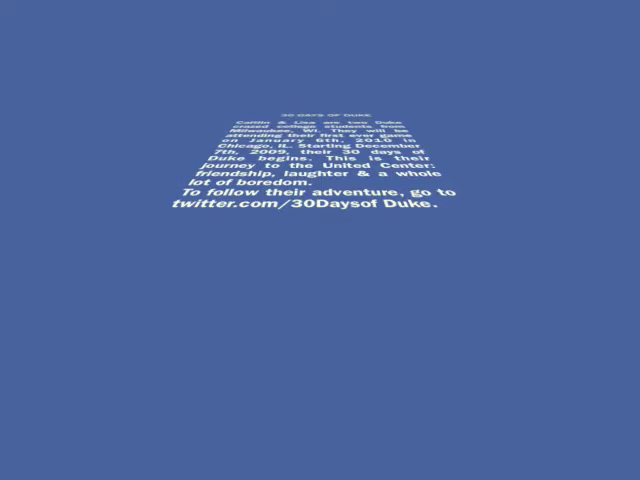 30 DAYS OF DUKE
Caitlin & Lisa are two Duke
crazed college students from
Milwaukee, WI. They will be
attending their first ever game
on January 6th, 2010 in
Chicago, IL. Starting December
7th, 2009, their 30 days of
Duke begins. This is their
journey to the United Center:
friendship, laughter & a whole
lot of boredom.
To follow their adventure, go to
twitter.com/30Daysof Duke.